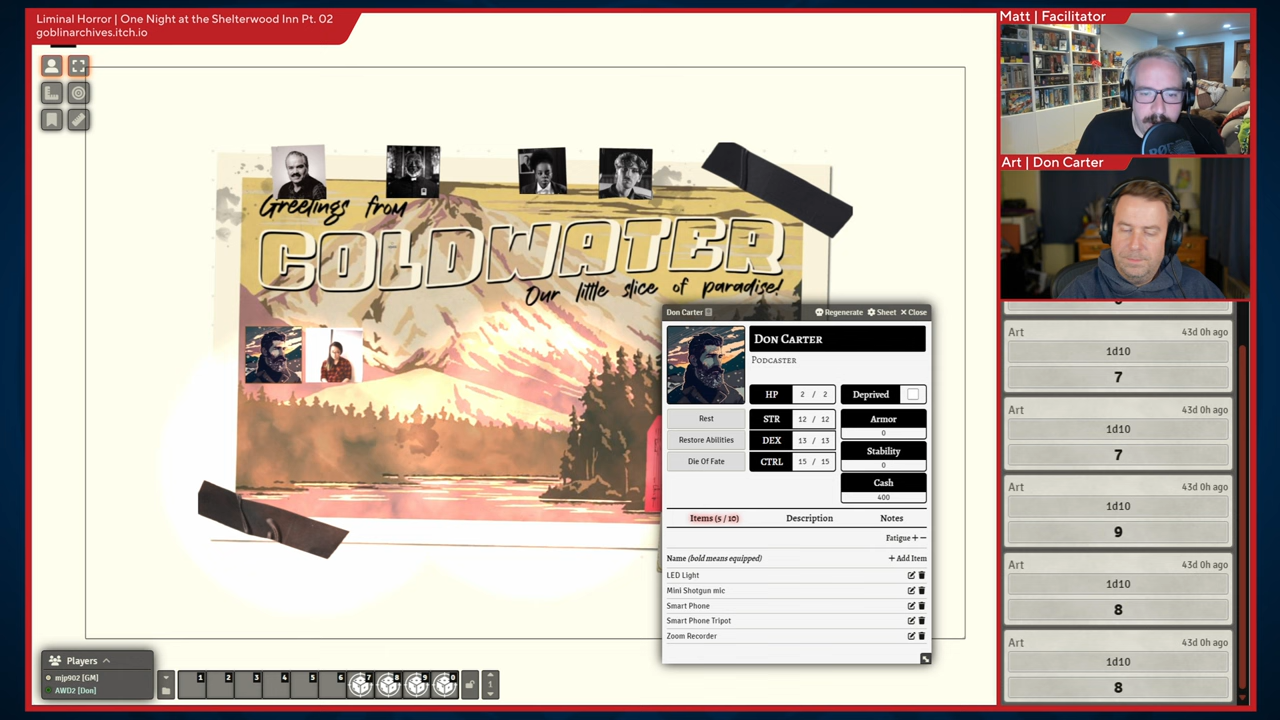 Liminal Horror | One Night at the Shelterwood Inn Pt. 02
goblinarchives.itch.io
Matt | Facilitator
Art | Don Carter
Greetings from
COLDWATER
Our little slice of paradise!
Don Carter
Regenerate
Sheet
Close
Don Carter
Podcaster
HP 2 / 2
Deprived
Rest
STR 12 / 12
Armor
0
Restore Abilities
DEX 13 / 13
Stability
0
Die Of Fate
CTRL 15 / 15
Cash
400
Items (5 / 10)
Description
Notes
Fatigue + −
Name (bold means equipped)
+ Add Item
LED Light
Mini Shotgun mic
Smart Phone
Smart Phone Tripot
Zoom Recorder
Art 43d 0h ago
1d10
7
Art 43d 0h ago
1d10
7
Art 43d 0h ago
1d10
9
Art 43d 0h ago
1d10
8
Art 43d 0h ago
1d10
8
Players
mjp902 [GM]
AWD2 [Don]
1 2 3 4 5 6 7 8 9 0
1